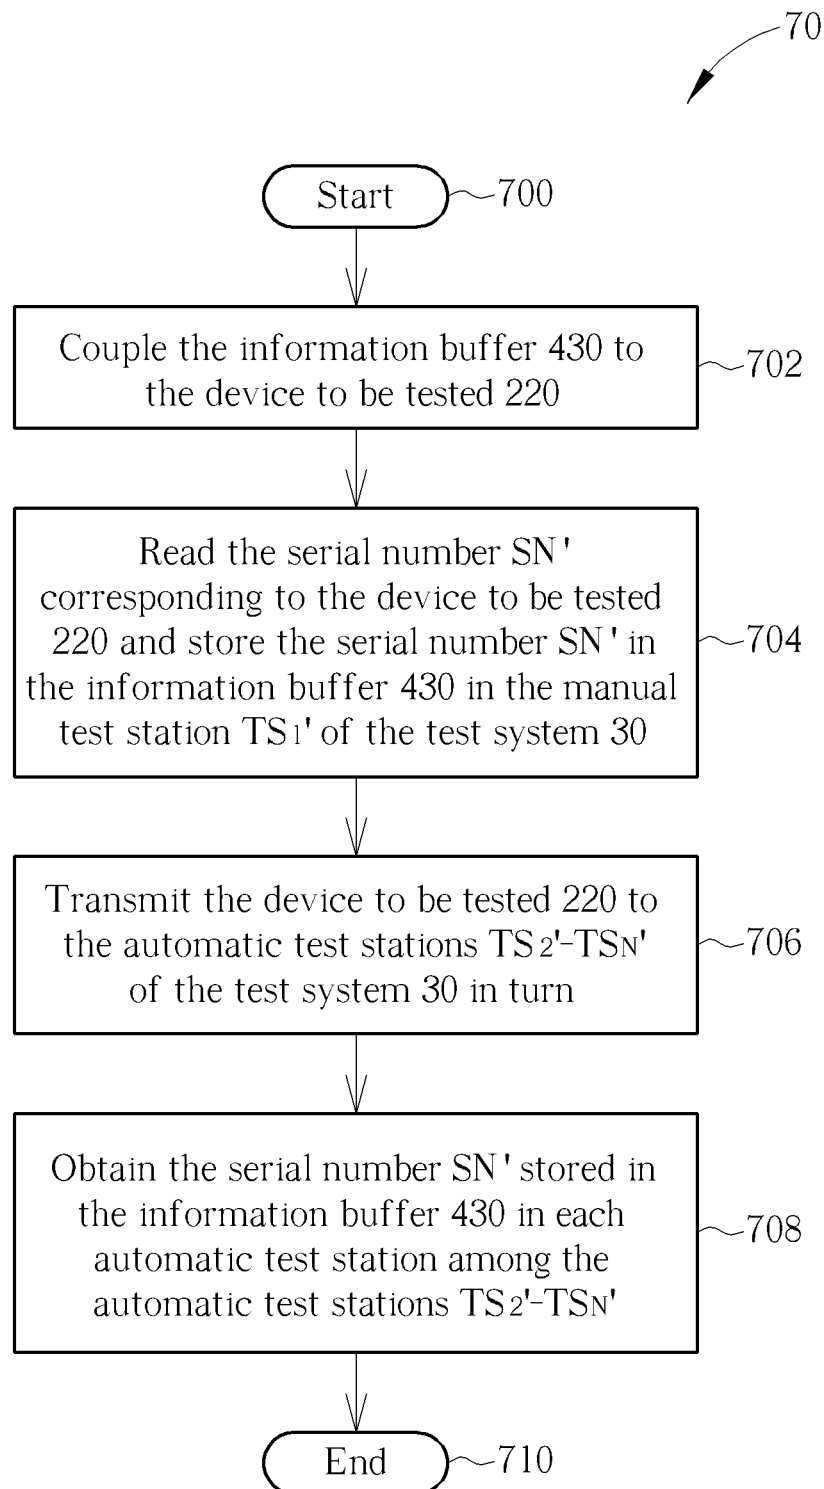 70
Start
700
Couple the information buffer 430 to
the device to be tested 220
702
Read the serial number SN'
corresponding to the device to be tested
220 and store the serial number SN' in
the information buffer 430 in the manual
test station TS1' of the test system 30
704
Transmit the device to be tested 220 to
the automatic test stations TS2'-TSN'
of the test system 30 in turn
706
Obtain the serial number SN' stored in
the information buffer 430 in each
automatic test station among the
automatic test stations TS2'-TSN'
708
End
710